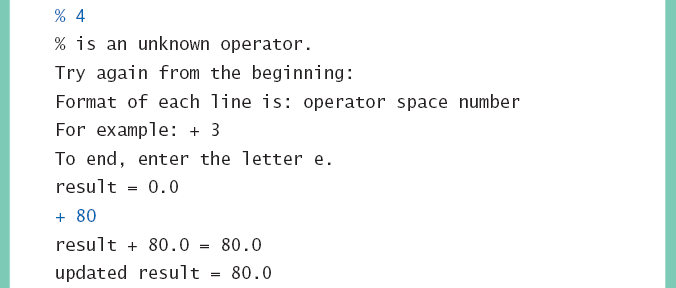 % 4
% is an unknown operator.
Try again from the beginning:
Format of each line is: operator space number
For example: + 3
To end, enter the letter e.
result = 0.0
+ 80
result + 80.0 = 80.0
updated result = 80.0